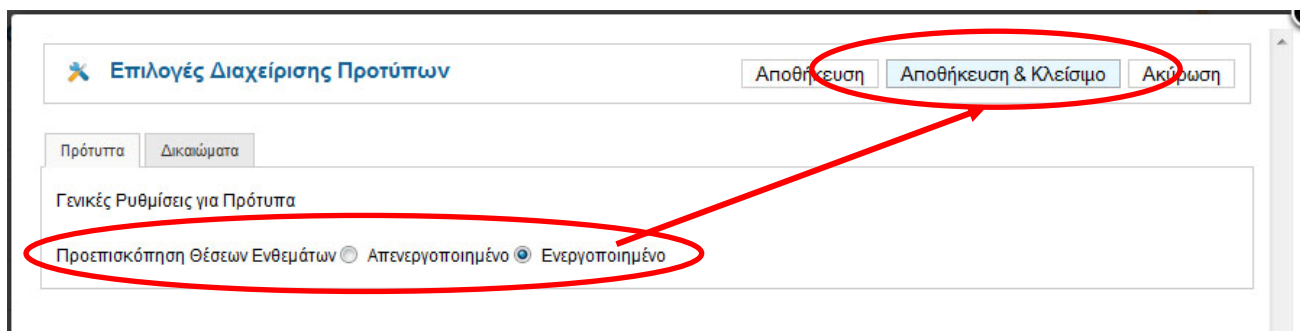 Επιλογές Διαχείρισης Προτύπων
Αποθήκευση Αποθήκευση & Κλείσιμο Ακύρωση
Πρότυπα Δικαιώματα
Γενικές Ρυθμίσεις για Πρότυπα
Προεπισκόπηση Θέσεων Ενθεμάτων Απενεργοποιημένο Ενεργοποιημένο